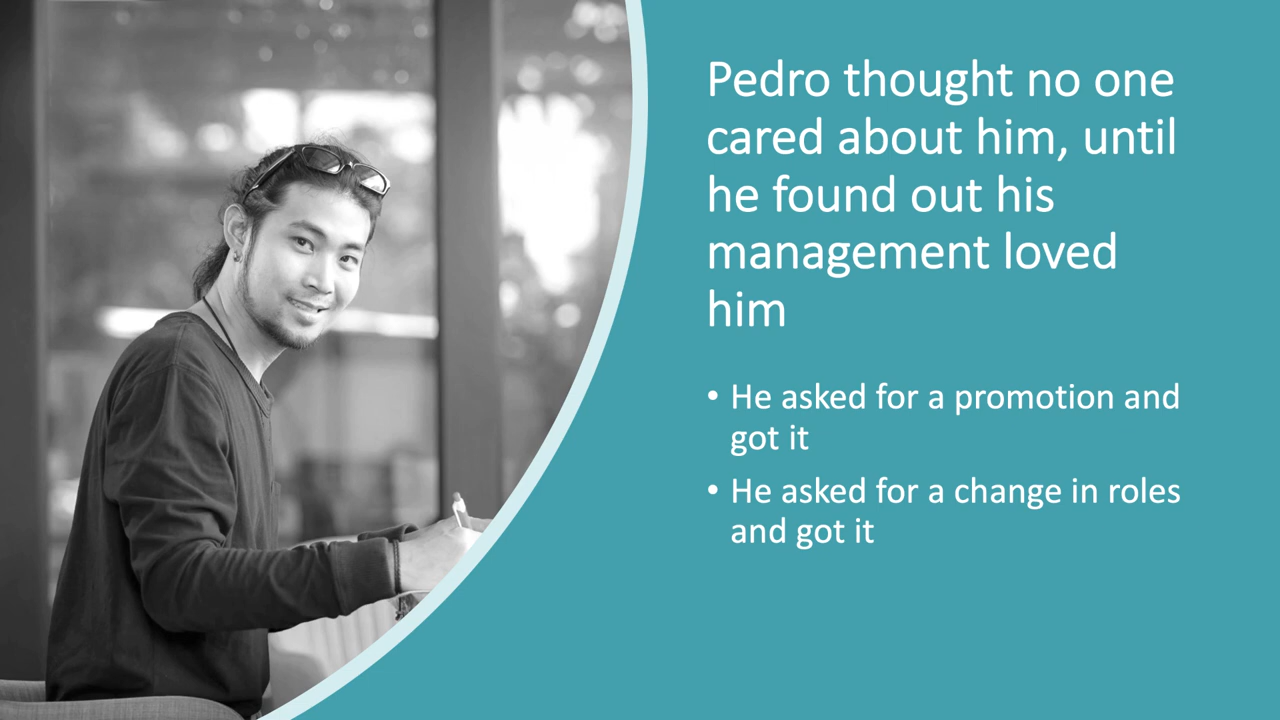 Pedro thought no one
cared about him, until
he found out his
management loved
him
• He asked for a promotion and
got it
• He asked for a change in roles
and got it